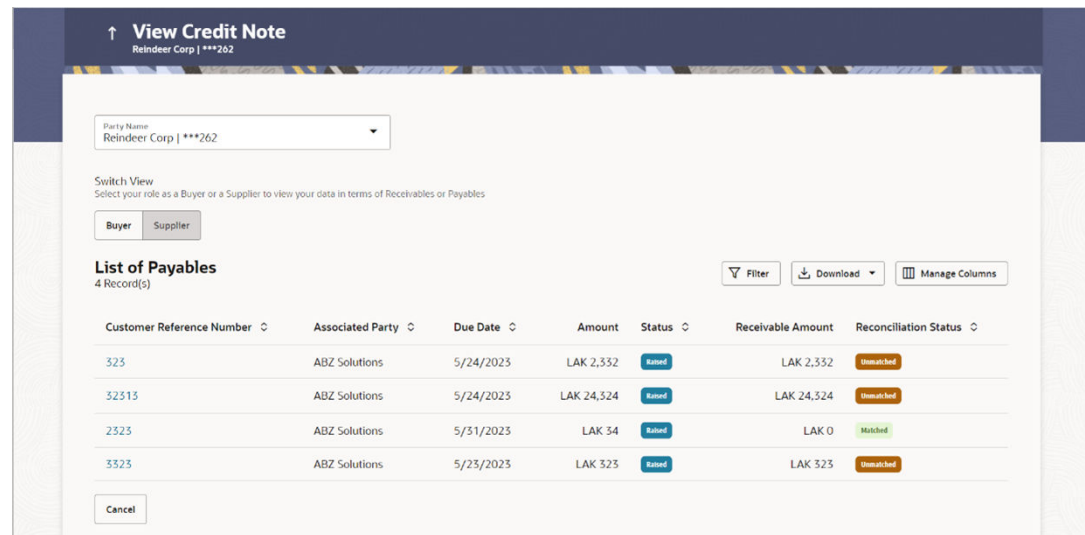 View Credit Note
Reindeer Corp | ***262
Party Name
Reindeer Corp | ***262
Switch View
Select your role as a Buyer or a Supplier to view your data in terms of Receivables or Payables
Buyer Supplier
List of Payables
4 Record(s)
Filter Download Manage Columns
Customer Reference Number Associated Party Due Date Amount Status Receivable Amount Reconciliation Status
323 ABZ Solutions 5/24/2023 LAK 2,332 Raised LAK 2,332 Unmatched
32313 ABZ Solutions 5/24/2023 LAK 24,324 Raised LAK 24,324 Unmatched
2323 ABZ Solutions 5/31/2023 LAK 34 Raised LAK 0 Matched
3323 ABZ Solutions 5/23/2023 LAK 323 Raised LAK 323 Unmatched
Cancel